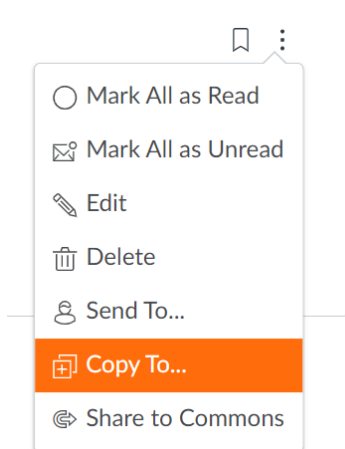 Mark All as Read
Mark All as Unread
Edit
Delete
Send To...
Copy To...
Share to Commons